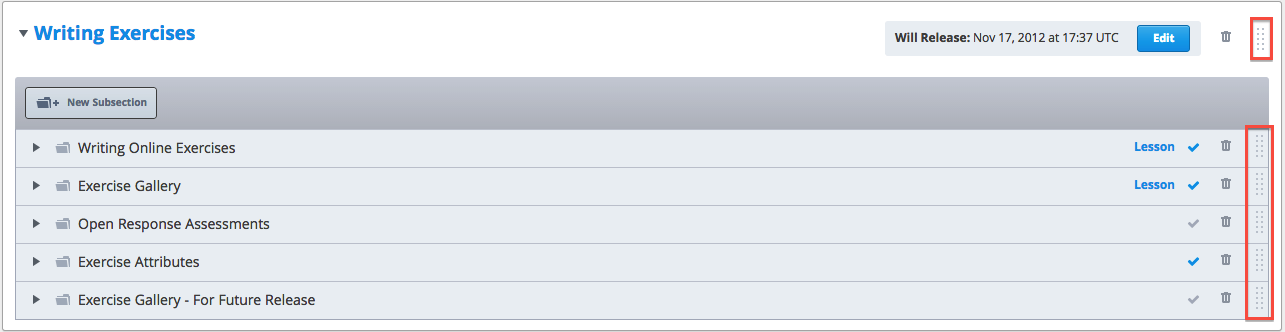 Writing Exercises
Will Release: Nov 17, 2012 at 17:37 UTC
Edit
New Subsection
Writing Online Exercises Lesson
Exercise Gallery Lesson
Open Response Assessments
Exercise Attributes
Exercise Gallery - For Future Release